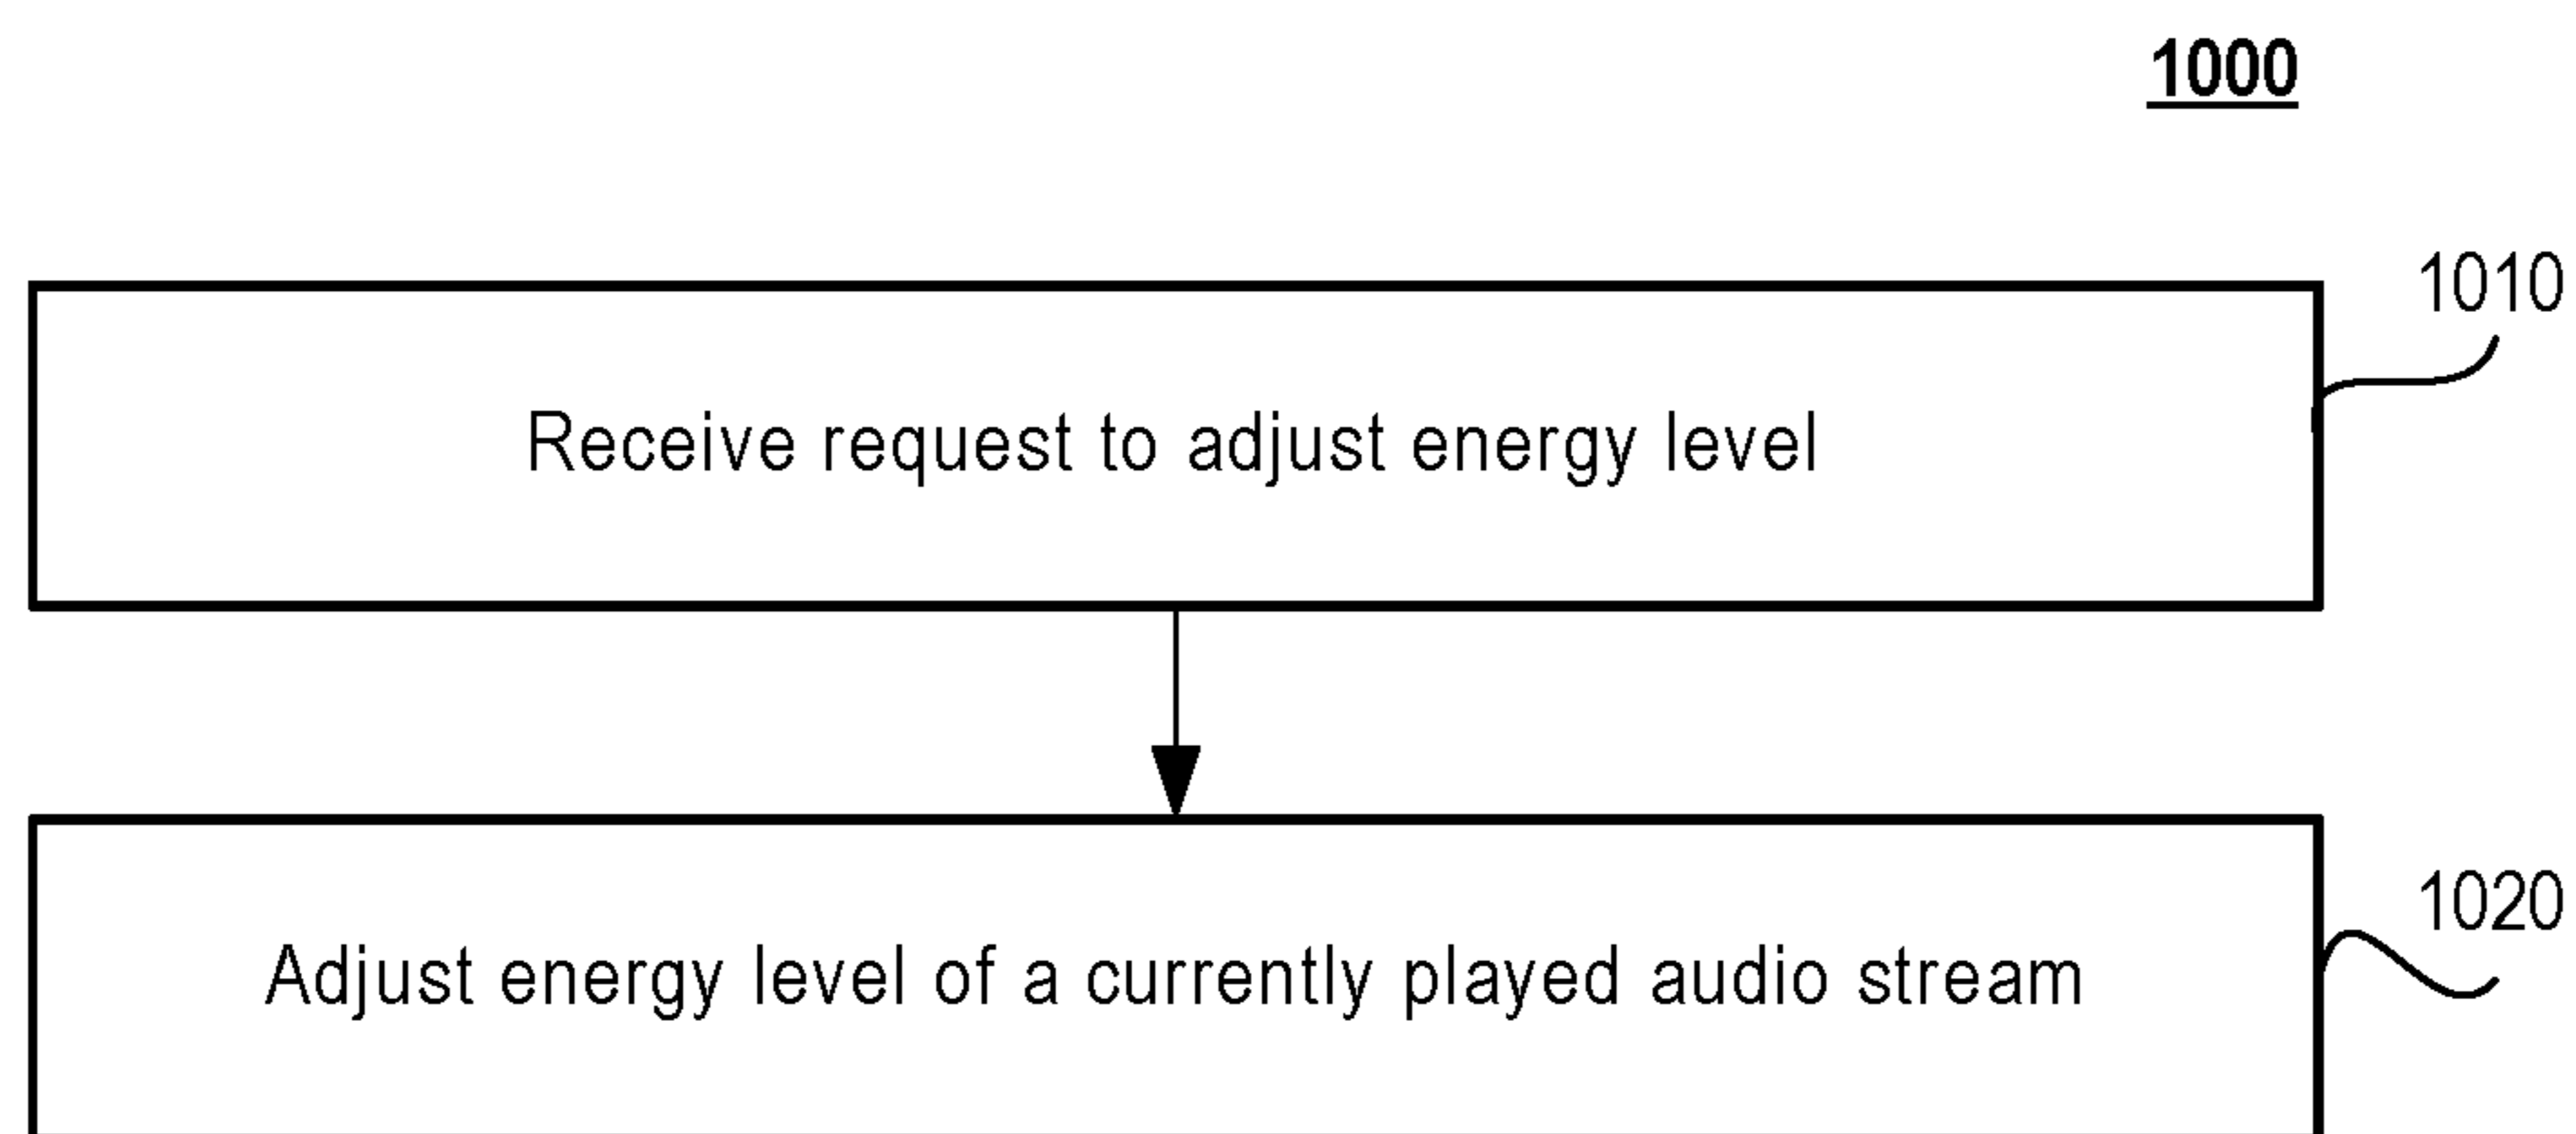 1000
1010
Receive request to adjust energy level
1020
Adjust energy level of a currently played audio stream